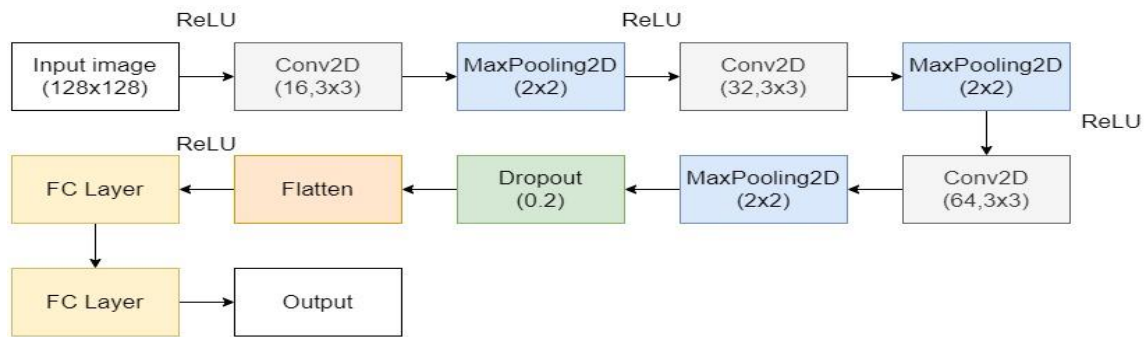 ReLU
ReLU
Input image
(128x128)
Conv2D
(16,3x3)
MaxPooling2D
(2x2)
Conv2D
(32,3x3)
MaxPooling2D
(2x2)
ReLU
Conv2D
(64,3x3)
MaxPooling2D
(2x2)
Dropout
(0.2)
Flatten
ReLU
FC Layer
FC Layer
Output